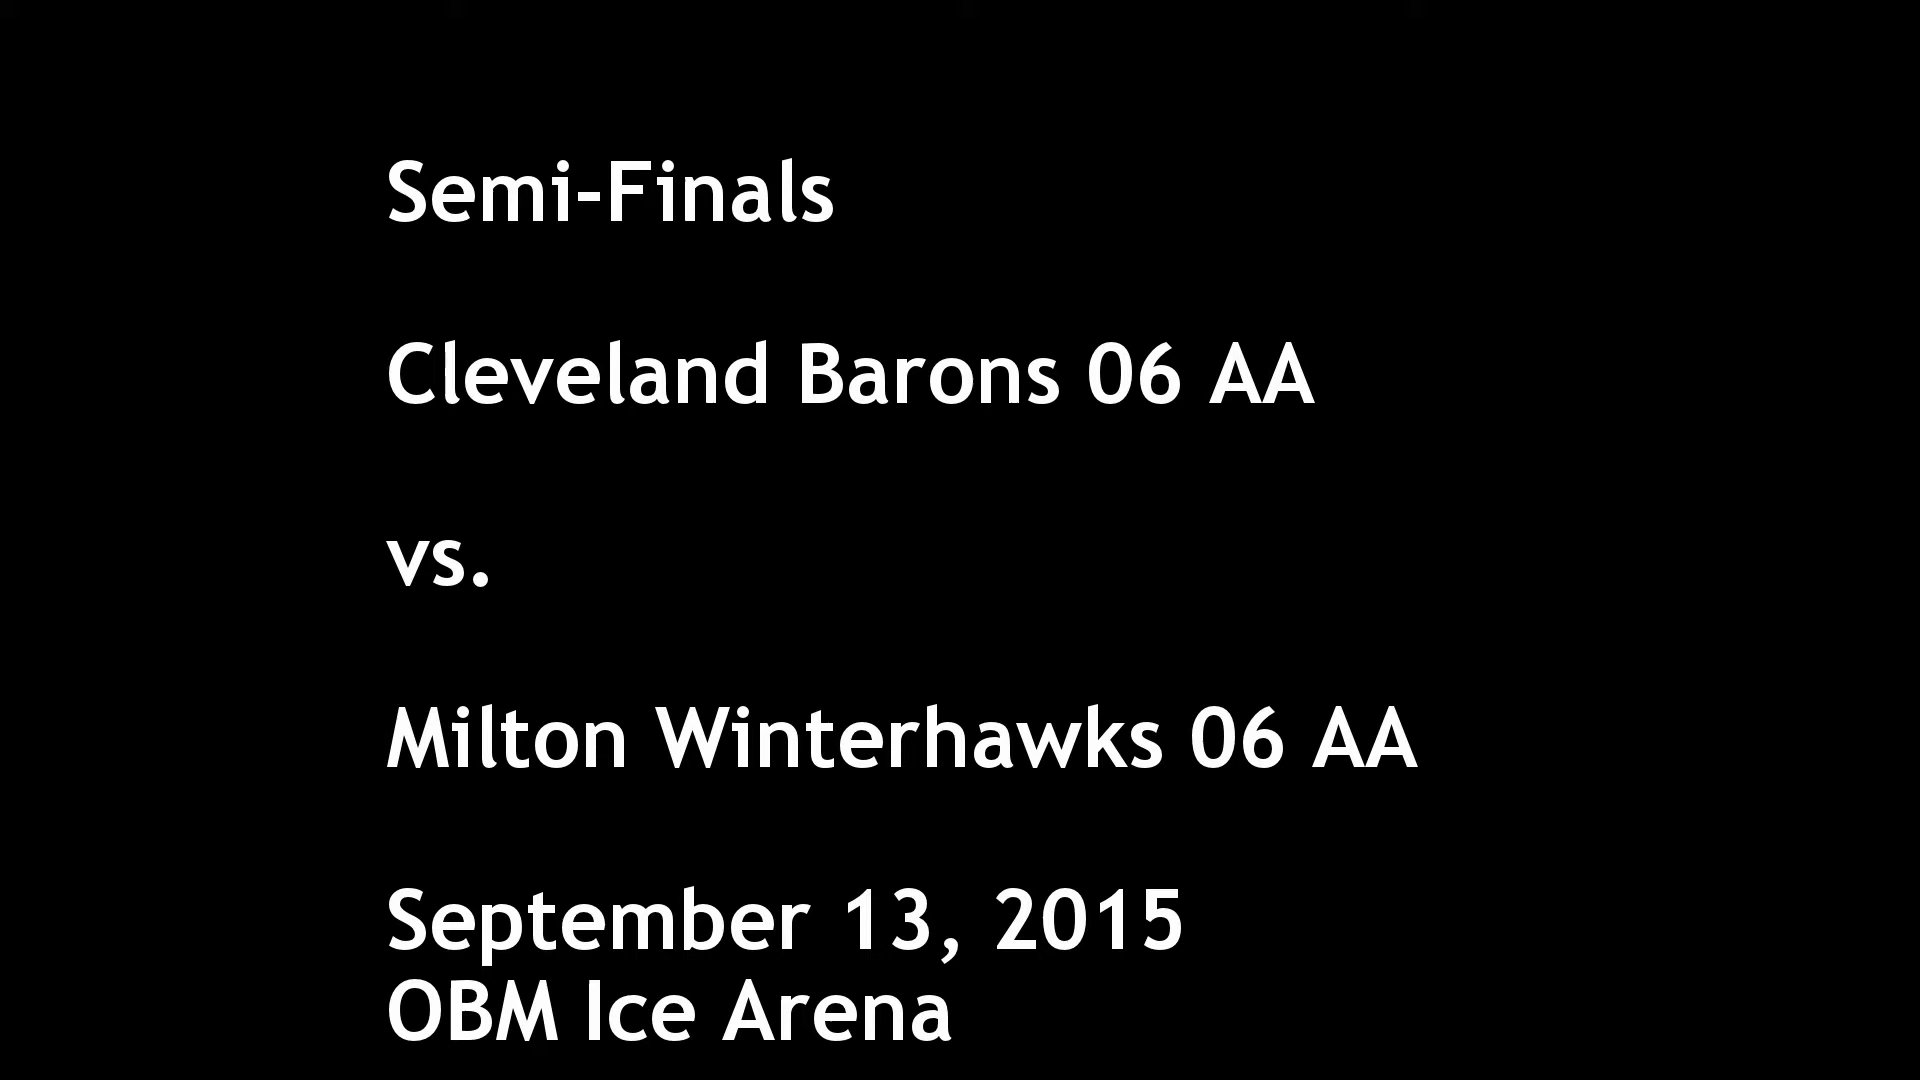 Semi-Finals
Cleveland Barons 06 AA
vs.
Milton Winterhawks 06 AA
September 13, 2015
OBM Ice Arena